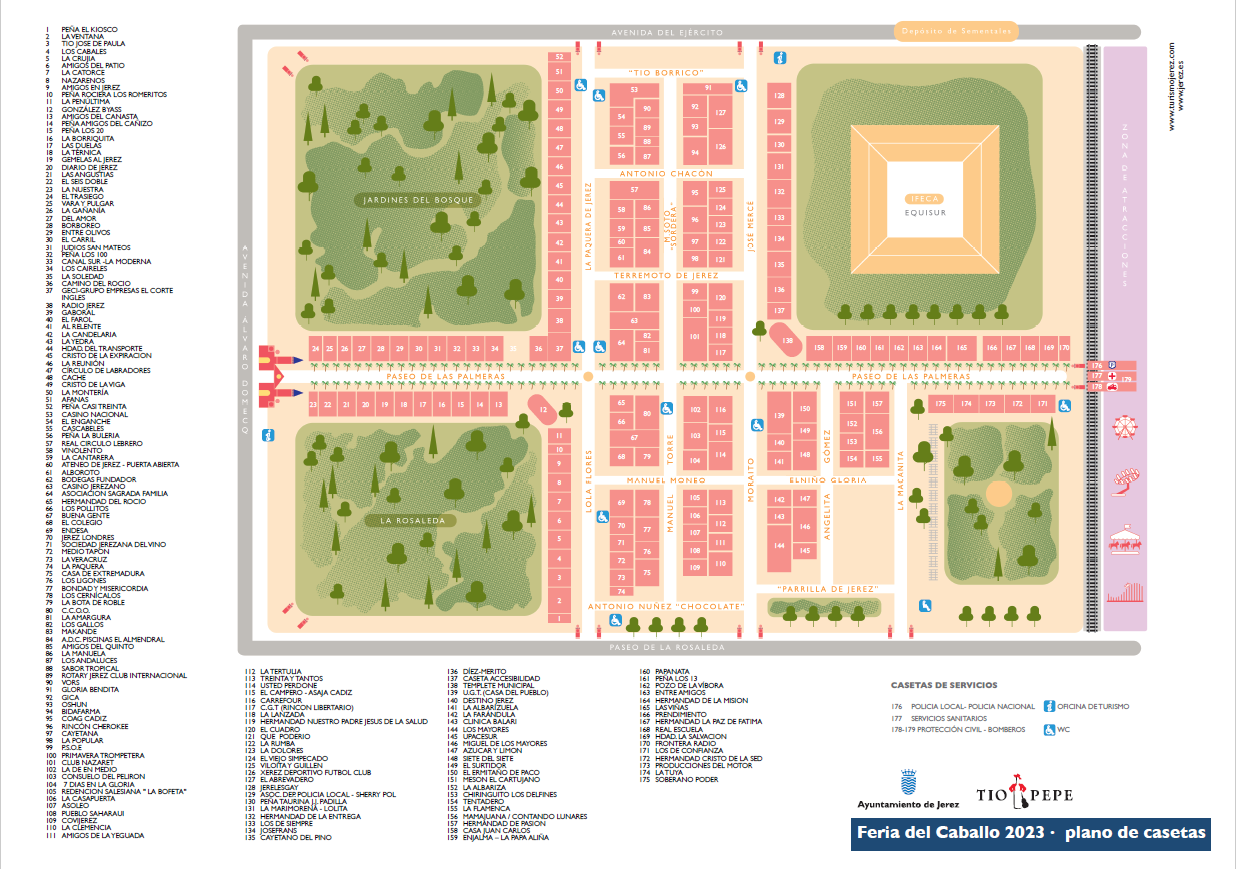 1 PEÑA EL KIOSCO
2 LA VENTANA
3 TIO JOSE DE PAULA
4 LOS CABALES
5 LA CRUJIA
6 AMIGOS DEL PATIO
7 LA CATORCE
8 NAZARENOS
9 AMIGOS EN JEREZ
10 PEÑA ROCIERA LOS ROMERITOS
11 LA PENÚLTIMA
12 GONZÁLEZ BYASS
13 AMIGOS DEL CANASTA
14 PEÑA AMIGOS DEL CAÑIZO
15 PEÑA LOS 20
16 LA BORRIQUITA
17 LAS DUELAS
18 LA TÉRNICA
19 GEMELAS AL JEREZ
20 DIARIO DE JEREZ
21 LAS ANGUSTIAS
22 EL SEIS DOBLE
23 LA NUESTRA
24 EL TRASIEGO
25 VARA Y PULGAR
26 LA GAÑANÍA
27 DEL AMOR
28 BORBOREO
29 ENTRE OLIVOS
30 EL CARRIL
31 JUDIOS SAN MATEOS
32 PEÑA LOS 100
33 CANAL SUR -LA MODERNA
34 LOS CAIRELES
35 LA SOLEDAD
36 CAMINO DEL ROCIO
37 GECI-GRUPO EMPRESAS EL CORTE
INGLES
38 RADIO JEREZ
39 GABORAL
40 EL FAROL
41 AL RELENTE
42 LA CANDELARIA
43 LA YEDRA
44 HDAD. DEL TRANSPORTE
45 CRISTO DE LA EXPIRACION
46 LA REUNIÓN
47 CÍRCULO DE LABRADORES
48 CACHE
49 CRISTO DE LA VIGA
50 LA MONTERÍA
51 AFANAS
52 PEÑA CASI TREINTA
53 CASINO NACIONAL
54 EL ENGANCHE
55 CASCABELES
56 PEÑA LA BULERIA
57 REAL CIRCULO LEBRERO
58 VINOLENTO
59 LA CANTARERA
60 ATENEO DE JEREZ - PUERTA ABIERTA
61 ALBOROTO
62 BODEGAS FUNDADOR
63 CASINO JEREZANO
64 ASOCIACION SAGRADA FAMILIA
65 HERMANDAD DEL ROCIO
66 LOS POLLITOS
67 BUENA GENTE
68 EL COLEGIO
69 ENDESA
70 JEREZ LONDRES
71 SOCIEDAD JEREZANA DEL VINO
72 MEDIO TAPÓN
73 LA VERACRUZ
74 LA PAQUERA
75 CASA DE EXTREMADURA
76 LOS LIGONES
77 BONDAD Y MISERICORDIA
78 LOS CERNÍCALOS
79 LA BOTA DE ROBLE
80 C.C.O.O.
81 LA AMARGURA
82 LOS GALLOS
83 MAKANDE
84 A.D.C. PISCINAS EL ALMENDRAL
85 AMIGOS DEL QUINTO
86 LA MANUELA
87 LOS ANDALUCES
88 SABOR TROPICAL
89 ROTARY JEREZ CLUB INTERNACIONAL
90 VORS
91 GLORIA BENDITA
92 GICA
93 OSHUN
94 BIDAFARMA
95 COAG CADIZ
96 RINCÓN CHEROKEE
97 CAYETANA
98 LA POPULAR
99 P.S.O.E
100 PRIMAVERA TROMPETERA
101 CLUB NAZARET
102 LA DE EN MEDIO
103 CONSUELO DEL PELIRON
104 7 DIAS EN LA GLORIA
105 REDENCION SALESIANA " LA BOFETA"
106 LA CASAPUERTA
107 ASOLEO
108 PUEBLO SAHARAUI
109 COVIJEREZ
110 LA CLEMENCIA
111 AMIGOS DE LA YEGUADA
AVENIDA DEL EJÉRCITO
Depósito de Sementales
www.turismojerez.com
www.jerez.es
"TIO BORRICO"
ANTONIO CHACÓN
JARDINES DEL BOSQUE
LA PAQUERA DE JEREZ
M.SOTO "SORDERA"
JOSÉ MERCÉ
IFECA
EQUISUR
ZONA DE ATRACCIONES
AVENIDA ALVARO DOMECQ
TERREMOTO DE JEREZ
PASEO DE LAS PALMERAS
PASEO DE LAS PALMERAS
LA ROSALEDA
LOLA FLORES
MANUEL TORRE
MANUEL MONEO
MORAITO
ANGELITA GÓMEZ
EL NIÑO GLORIA
LA MACANITA
"PARRILLA DE JEREZ"
ANTONIO NUÑEZ "CHOCOLATE"
PASEO DE LA ROSALEDA
112 LA TERTULIA
113 TREINTA Y TANTOS
114 USTED PERDONE
115 EL CAMPERO - ASAJA CADIZ
116 CARREFOUR
117 C.G.T (RINCON LIBERTARIO)
118 LA LANZADA
119 HERMANDAD NUESTRO PADRE JESUS DE LA SALUD
120 EL CUADRO
121 QUE PODERIO
122 LA RUMBA
123 LA DOLORES
124 EL VIEJO SIMPECADO
125 VILOITA Y GUILLEN
126 XEREZ DEPORTIVO FUTBOL CLUB
127 EL ABREVADERO
128 JERELESGAY
129 ASOC. DEP. POLICIA LOCAL - SHERRY POL
130 PEÑA TAURINA J.J. PADILLA
131 LA MARIMOREÑA - LOLITA
132 HERMANDAD DE LA ENTREGA
133 LOS DE SIEMPRE
134 JOSEFRANS
135 CAYETANO DEL PINO
136 DÍEZ-MERITO
137 CASETA ACCESIBILIDAD
138 TEMPLETE MUNICIPAL
139 U.G.T. (CASA DEL PUEBLO)
140 DESTINO JEREZ
141 LA ALBARIZUELA
142 LA FARÁNDULA
143 CLINICA BALARI
144 LOS MAYORES
145 UPACESUR
146 MIGUEL DE LOS MAYORES
147 AZUCAR Y LIMON
148 SIETE DEL SIETE
149 EL SURTIDOR
150 EL ERMITAÑO DE PACO
151 MESON EL CARTUJANO
152 LA ALBARIZA
153 CHIRINGUITO LOS DELFINES
154 TENTADERO
155 LA FLAMENCA
156 MAMAJUANA / CONTANDO LUNARES
157 HERMANDAD DE PASION
158 CASA JUAN CARLOS
159 ENJALMA – LA PAPA ALIÑA
160 PAPANATA
161 PEÑA LOS 13
162 POZO DE LA VÍBORA
163 ENTRE AMIGOS
164 HERMANDAD DE LA MISION
165 LAS VIÑAS
166 PRENDIMIENTO
167 HERMANDAD LA PAZ DE FATIMA
168 REAL ESCUELA
169 HDAD. LA SALVACION
170 FRONTERA RADIO
171 LOS DE CONFIANZA
172 HERMANDAD CRISTO DE LA SED
173 PRODUCCIONES DEL MOTOR
174 LA TUYA
175 SOBERANO PODER
CASETAS DE SERVICIOS
176 POLICIA LOCAL- POLICIA NACIONAL
177 SERVICIOS SANITARIOS
178-179 PROTECCIÓN CIVIL - BOMBEROS
OFICINA DE TURISMO
WC
Ayuntamiento de Jerez
TIO PEPE
Feria del Caballo 2023 · plano de casetas